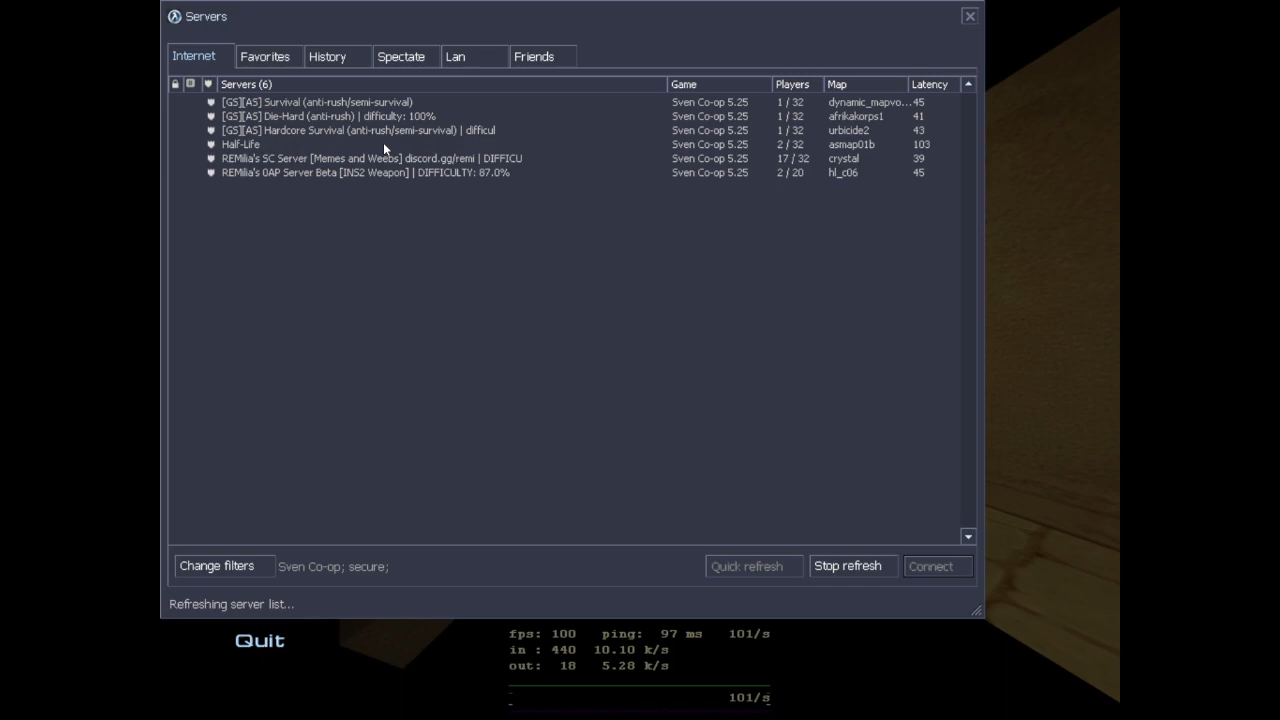 Servers
Internet Favorites History Spectate Lan Friends
Servers (6) Game Players Map Latency
[GS][AS] Survival (anti-rush/semi-survival) Sven Co-op 5.25 1 / 32 dynamic_mapvo... 45
[GS][AS] Die-Hard (anti-rush) | difficulty: 100% Sven Co-op 5.25 1 / 32 afrikakorps1 41
[GS][AS] Hardcore Survival (anti-rush/semi-survival) | difficul Sven Co-op 5.25 1 / 32 urbicide2 43
Half-Life Sven Co-op 5.25 2 / 32 asmap01b 103
REMilia's SC Server [Memes and Weebs] discord.gg/remi | DIFFICU Sven Co-op 5.25 17 / 32 crystal 39
REMilia's 0AP Server Beta [INS2 Weapon] | DIFFICULTY: 87.0% Sven Co-op 5.25 2 / 20 hl_c06 45
Change filters Sven Co-op; secure; Quick refresh Stop refresh Connect
Refreshing server list...
Quit
fps: 100 ping: 97 ms 101/s
in : 440 10.10 k/s
out: 18 5.28 k/s
101/s